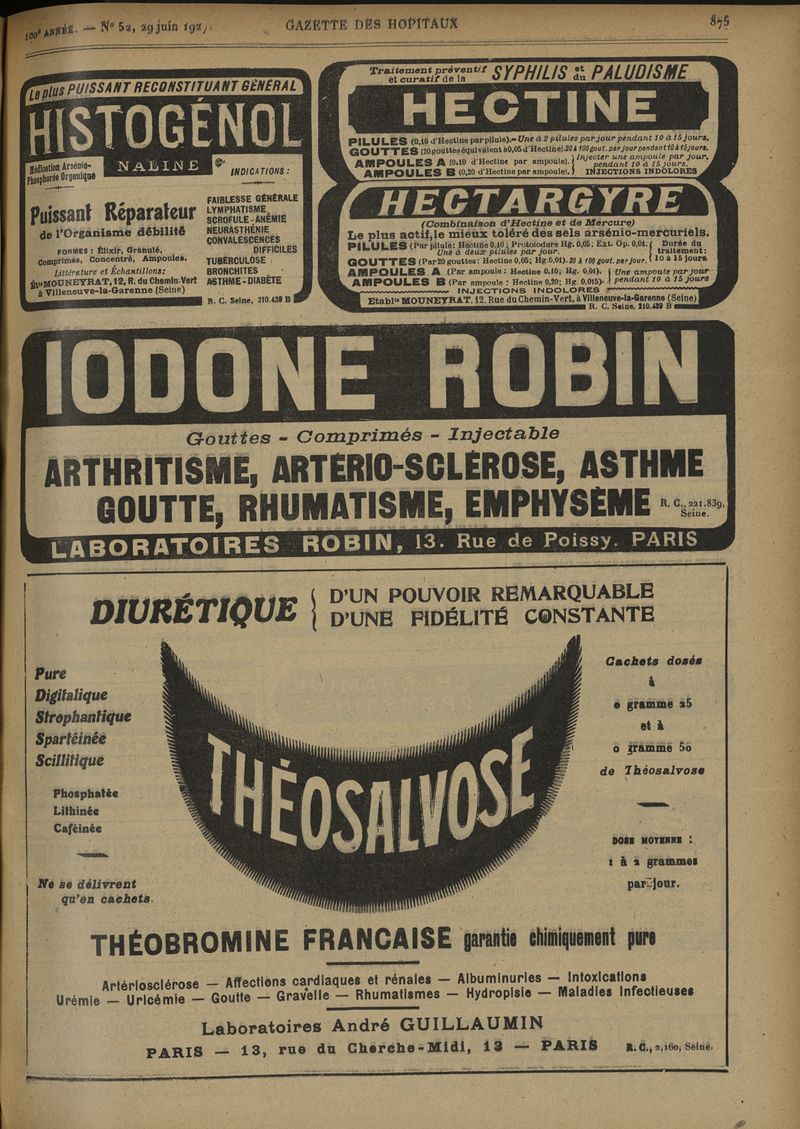 100e ANNÉE. — N° 52, 29 juin 1927
GAZETTE DES HOPITAUX
Le plus PUISSANT RECONSTITUANT GÉNÉRAL
HISTOGÉNOL
Médication Arsénio-
Phosphorée Organique
NALINE
INDICATIONS :
Puissant Réparateur
de l'Organisme débilité
FORMES : Élixir, Granulé,
Comprimés, Concentré, Ampoules.
Littérature et Échantillons:
Éts MOUNEYRAT, 12, R. du Chemin-Vert
à Villeneuve-la-Garenne (Seine)
FAIBLESSE GÉNÉRALE
LYMPHATISME
SCROFULE - ANÉMIE
NEURASTHÉNIE
CONVALESCENCES
DIFFICILES
TUBERCULOSE
BRONCHITES
ASTHME - DIABÈTE
R. C. Seine, 210.439 B
Traitement préventif et curatif de la SYPHILIS et du PALUDISME
HECTINE
PILULES (0,10 d'Hectine par pilule).- Une à 2 pilules par jour pendant 10 à 15 jours.
GOUTTES (20 gouttes équivalent à 0,05 d'Hectine). 20 à 100 gout. par jour pendant 10 à 15 jours.
AMPOULES A (0.10 d'Hectine par ampoule). Injecter une ampoule par jour,
AMPOULES B (0,20 d'Hectine par ampoule). pendant 10 à 15 jours.
INJECTIONS INDOLORES
HECTARGYRE
(Combinaison d'Hectine et de Mercure)
Le plus actif, le mieux toléré des sels arsénio-mercuriels.
PILULES (Par pilule: Hectine 0.10; Protoiodure Hg. 0,05; Ext. Op. 0,01.
Une à deux pilules par jour.
GOUTTES (Par 20 gouttes: Hectine 0,05; Hg. 0,01). 20 à 100 gout. par jour.
Durée du
traitement:
10 à 15 jours.
AMPOULES A (Par ampoule: Hectine 0,10; Hg. 0,01).
AMPOULES B (Par ampoule: Hectine 0,20; Hg. 0,015).
Une ampoule par jour
pendant 10 à 15 jours
INJECTIONS INDOLORES
Etablts MOUNEYRAT, 12, Rue du Chemin-Vert, à Villeneuve-la-Garenne (Seine)
R. C. Seine, 210.439 B
IODONE ROBIN
Gouttes - Comprimés - Injectable
ARTHRITISME, ARTÉRIO-SCLÉROSE, ASTHME
GOUTTE, RHUMATISME, EMPHYSÈME
R. C., 221.839,
Seine.
LABORATOIRES ROBIN, 13. Rue de Poissy. PARIS
DIURÉTIQUE
D'UN POUVOIR REMARQUABLE
D'UNE FIDÉLITÉ CONSTANTE
Pure
Digitalique
Strophantique
Spartéinée
Scillitique
Phosphatée
Lithinée
Caféinée
Ne se délivrent
qu'en cachets.
THÉOSALVOSE
Cachets dosés
à
0 gramme 25
et à
0 gramme 50
de Théosalvose
DOSE MOYENNE :
1 à 2 grammes
par jour.
THÉOBROMINE FRANCAISE garantie chimiquement pure
Artériosclérose — Affections cardiaques et rénales — Albuminuries — Intoxications
Urémie — Uricémie — Goutte — Gravelle — Rhumatismes — Hydropisie — Maladies Infectieuses
Laboratoires André GUILLAUMIN
PARIS — 13, rue du Cherche-Midi, 13 — PARIS
R. C., 2,160, Seine.